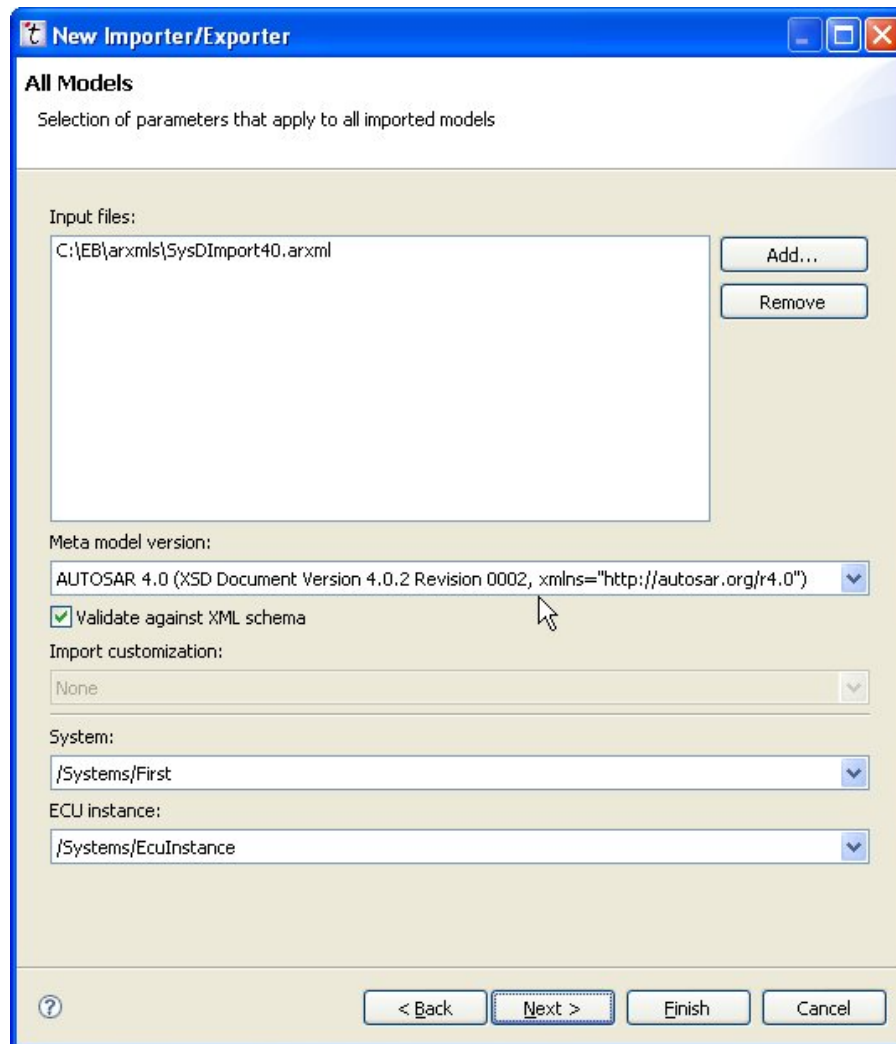 New Importer/Exporter
All Models
Selection of parameters that apply to all imported models
Input files:
C:\EB\arxmls\SysDImport40.arxml
Add...
Remove
Meta model version:
AUTOSAR 4.0 (XSD Document Version 4.0.2 Revision 0002, xmlns="http://autosar.org/r4.0")
Validate against XML schema
Import customization:
None
System:
/Systems/First
ECU instance:
/Systems/EcuInstance
? < Back Next > Finish Cancel